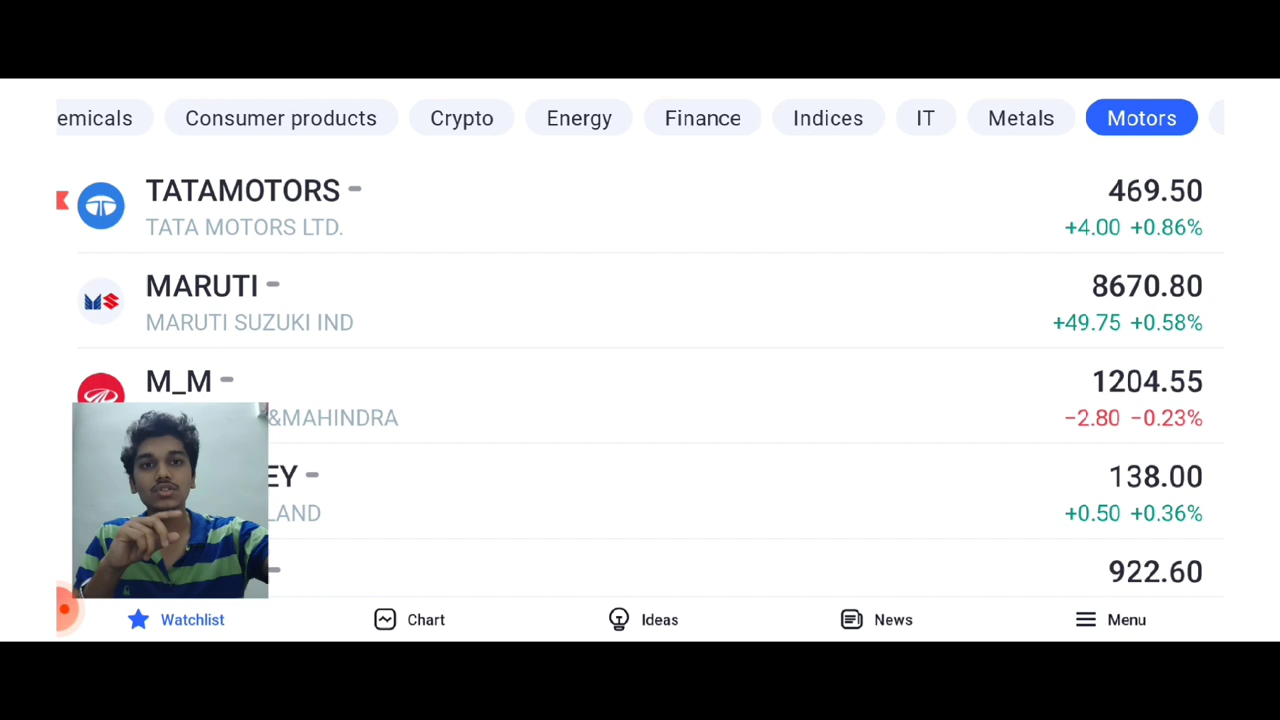 emicals Consumer products Crypto Energy Finance Indices IT Metals Motors
TATAMOTORS
469.50
TATA MOTORS LTD.
+4.00 +0.86%
MARUTI
8670.80
MARUTI SUZUKI IND
+49.75 +0.58%
M_M
1204.55
&MAHINDRA
−2.80 −0.23%
EY
138.00
LAND
+0.50 +0.36%
922.60
Watchlist Chart Ideas News Menu